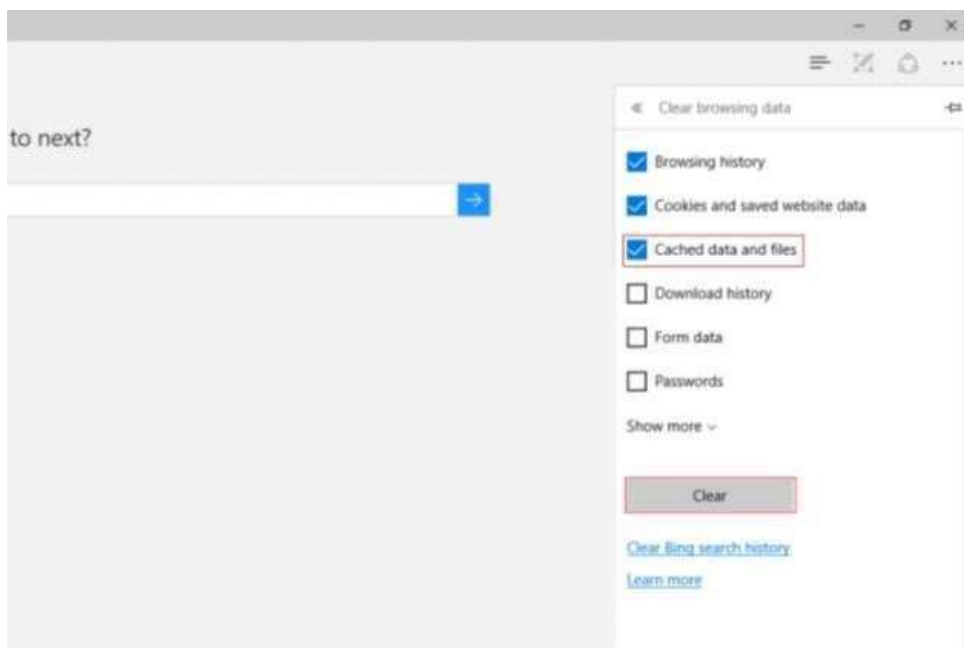 Clear browsing data
to next?
Browsing history
Cookies and saved website data
Cached data and files
Download history
Form data
Passwords
Show more
Clear
Clear Bing search history
Learn more